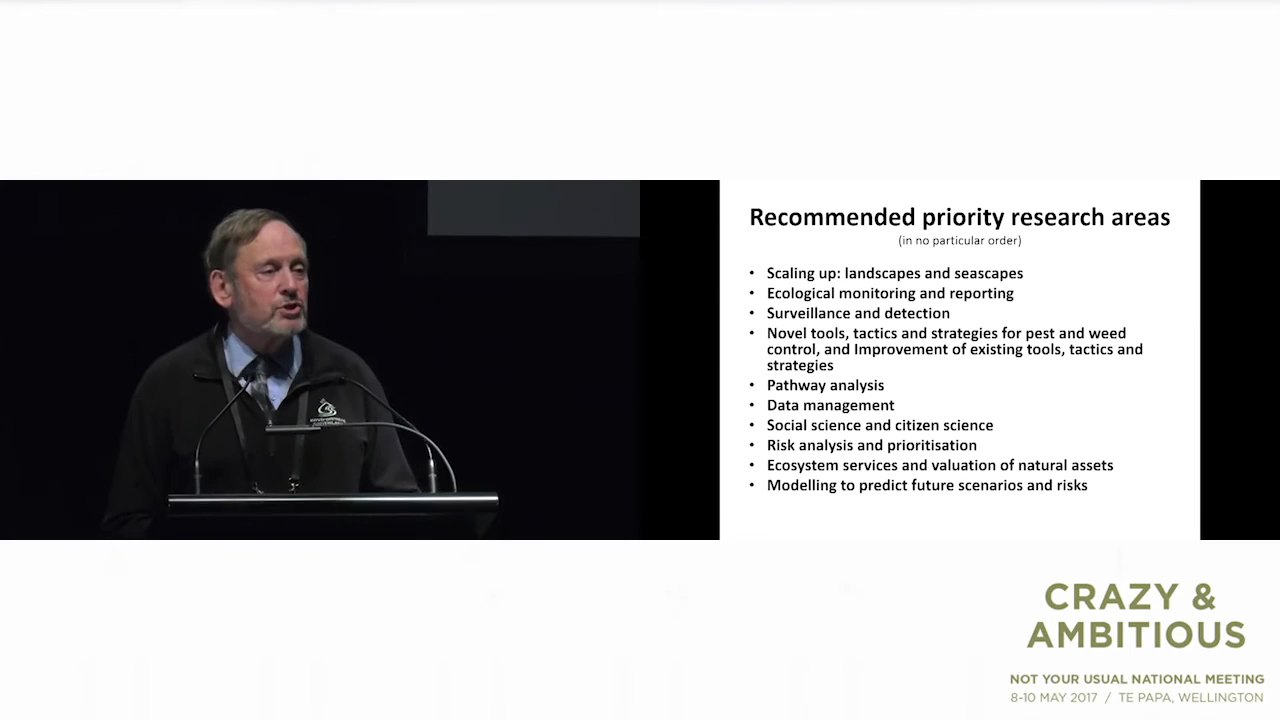 Recommended priority research areas
(in no particular order)
• Scaling up: landscapes and seascapes
• Ecological monitoring and reporting
• Surveillance and detection
• Novel tools, tactics and strategies for pest and weed
control, and Improvement of existing tools, tactics and
strategies
• Pathway analysis
• Data management
• Social science and citizen science
• Risk analysis and prioritisation
• Ecosystem services and valuation of natural assets
• Modelling to predict future scenarios and risks
CRAZY &
AMBITIOUS
NOT YOUR USUAL NATIONAL MEETING
8-10 MAY 2017 / TE PAPA, WELLINGTON